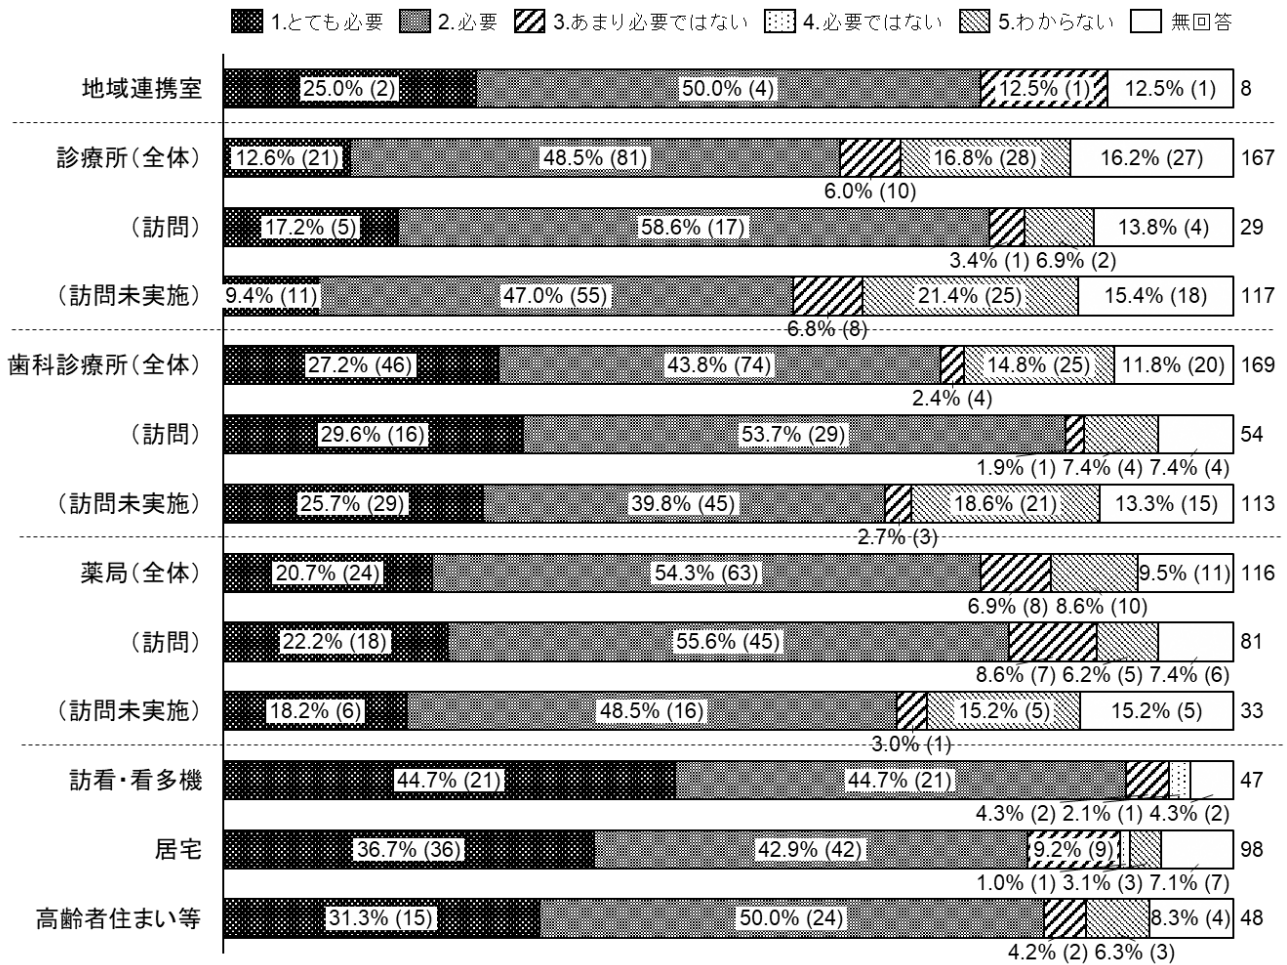 1.とても必要 2.必要 3.あまり必要ではない 4.必要ではない 5.わからない 無回答
地域連携室 25.0% (2) 50.0% (4) 12.5% (1) 12.5% (1) 8
診療所(全体) 12.6% (21) 48.5% (81) 16.8% (28) 16.2% (27) 167
6.0% (10)
(訪問) 17.2% (5) 58.6% (17) 13.8% (4) 29
3.4% (1) 6.9% (2)
(訪問未実施) 9.4% (11) 47.0% (55) 21.4% (25) 15.4% (18) 117
6.8% (8)
歯科診療所(全体) 27.2% (46) 43.8% (74) 14.8% (25) 11.8% (20) 169
2.4% (4)
(訪問) 29.6% (16) 53.7% (29) 54
1.9% (1) 7.4% (4) 7.4% (4)
(訪問未実施) 25.7% (29) 39.8% (45) 18.6% (21) 13.3% (15) 113
2.7% (3)
薬局(全体) 20.7% (24) 54.3% (63) 9.5% (11) 116
6.9% (8) 8.6% (10)
(訪問) 22.2% (18) 55.6% (45) 81
8.6% (7) 6.2% (5) 7.4% (6)
(訪問未実施) 18.2% (6) 48.5% (16) 15.2% (5) 15.2% (5) 33
3.0% (1)
訪看・看多機 44.7% (21) 44.7% (21) 47
4.3% (2) 2.1% (1) 4.3% (2)
居宅 36.7% (36) 42.9% (42) 9.2% (9) 98
1.0% (1) 3.1% (3) 7.1% (7)
高齢者住まい等 31.3% (15) 50.0% (24) 8.3% (4) 48
4.2% (2) 6.3% (3)